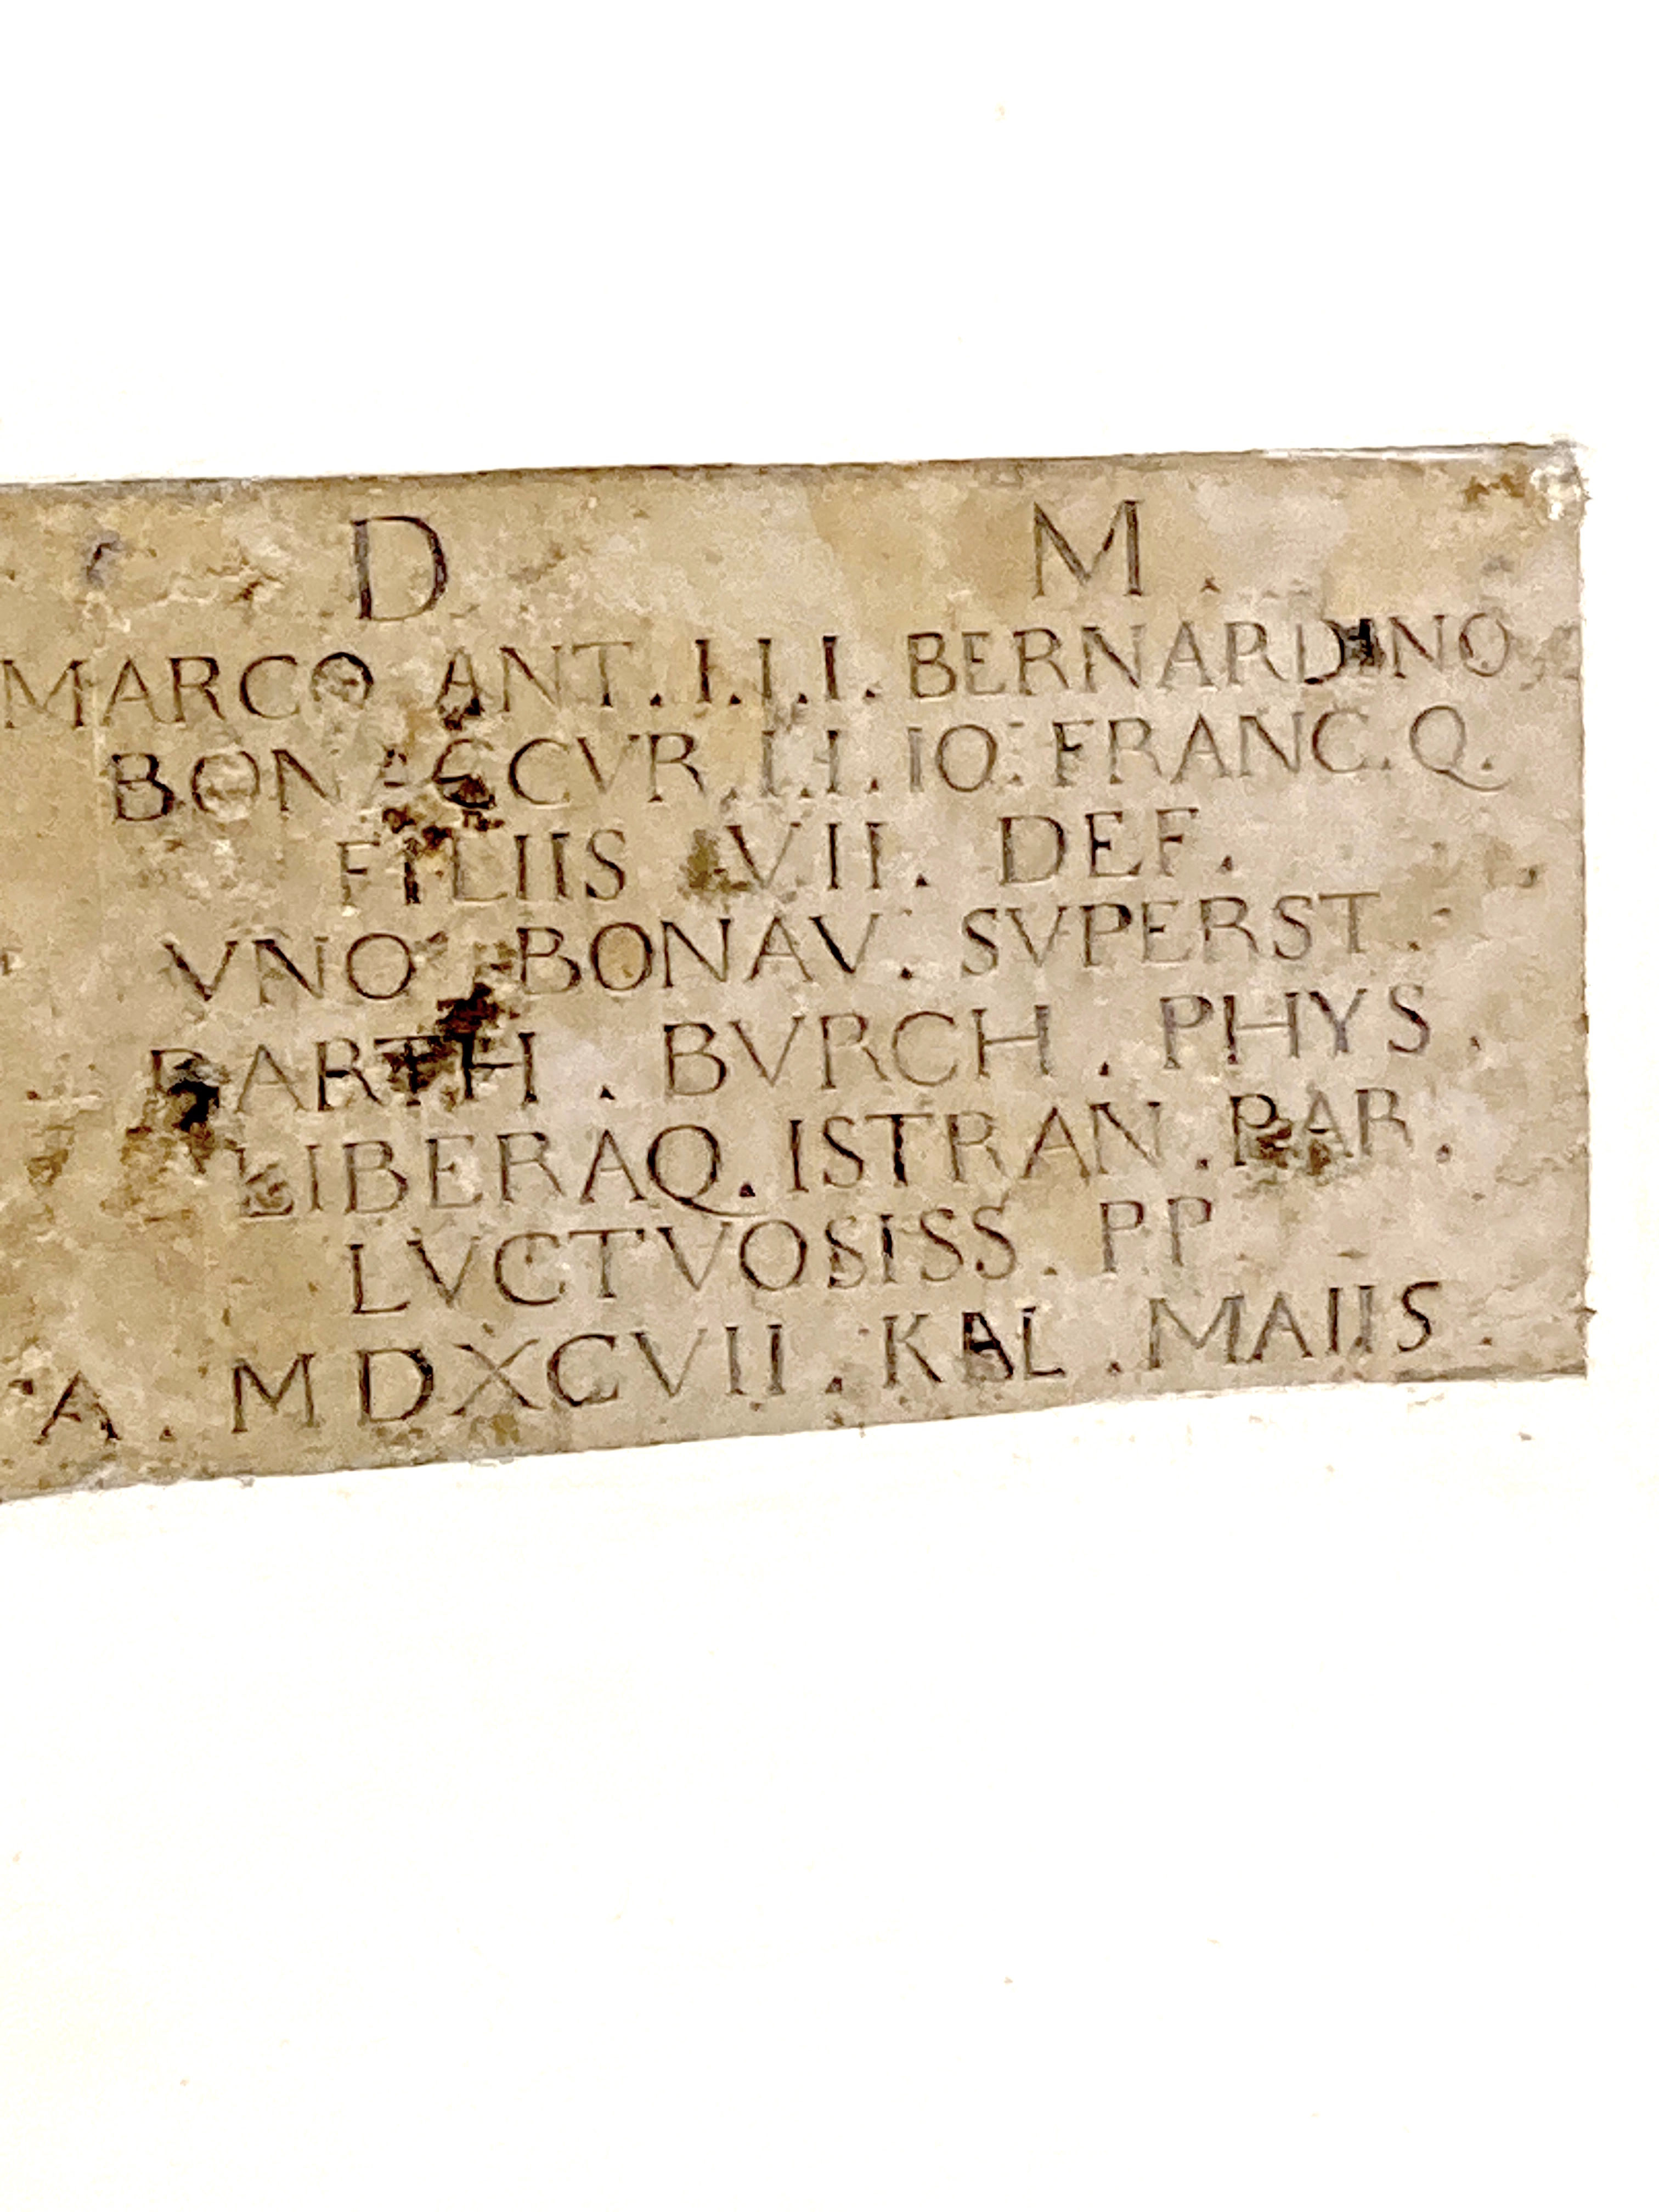 D M .
MARCO ANT . I . I . I . BERNARDINO,
BONACCVR . I . I . IO . FRANC . Q .
FILIIS VII . DEF .
VNO BONAV . SVPERST .
BARTH . BVRCH . PHYS .
LIBERAQ . ISTRAN . PAR .
LVCTVOSISS . PP
A . MDXCVII . KAL . MAIIS .